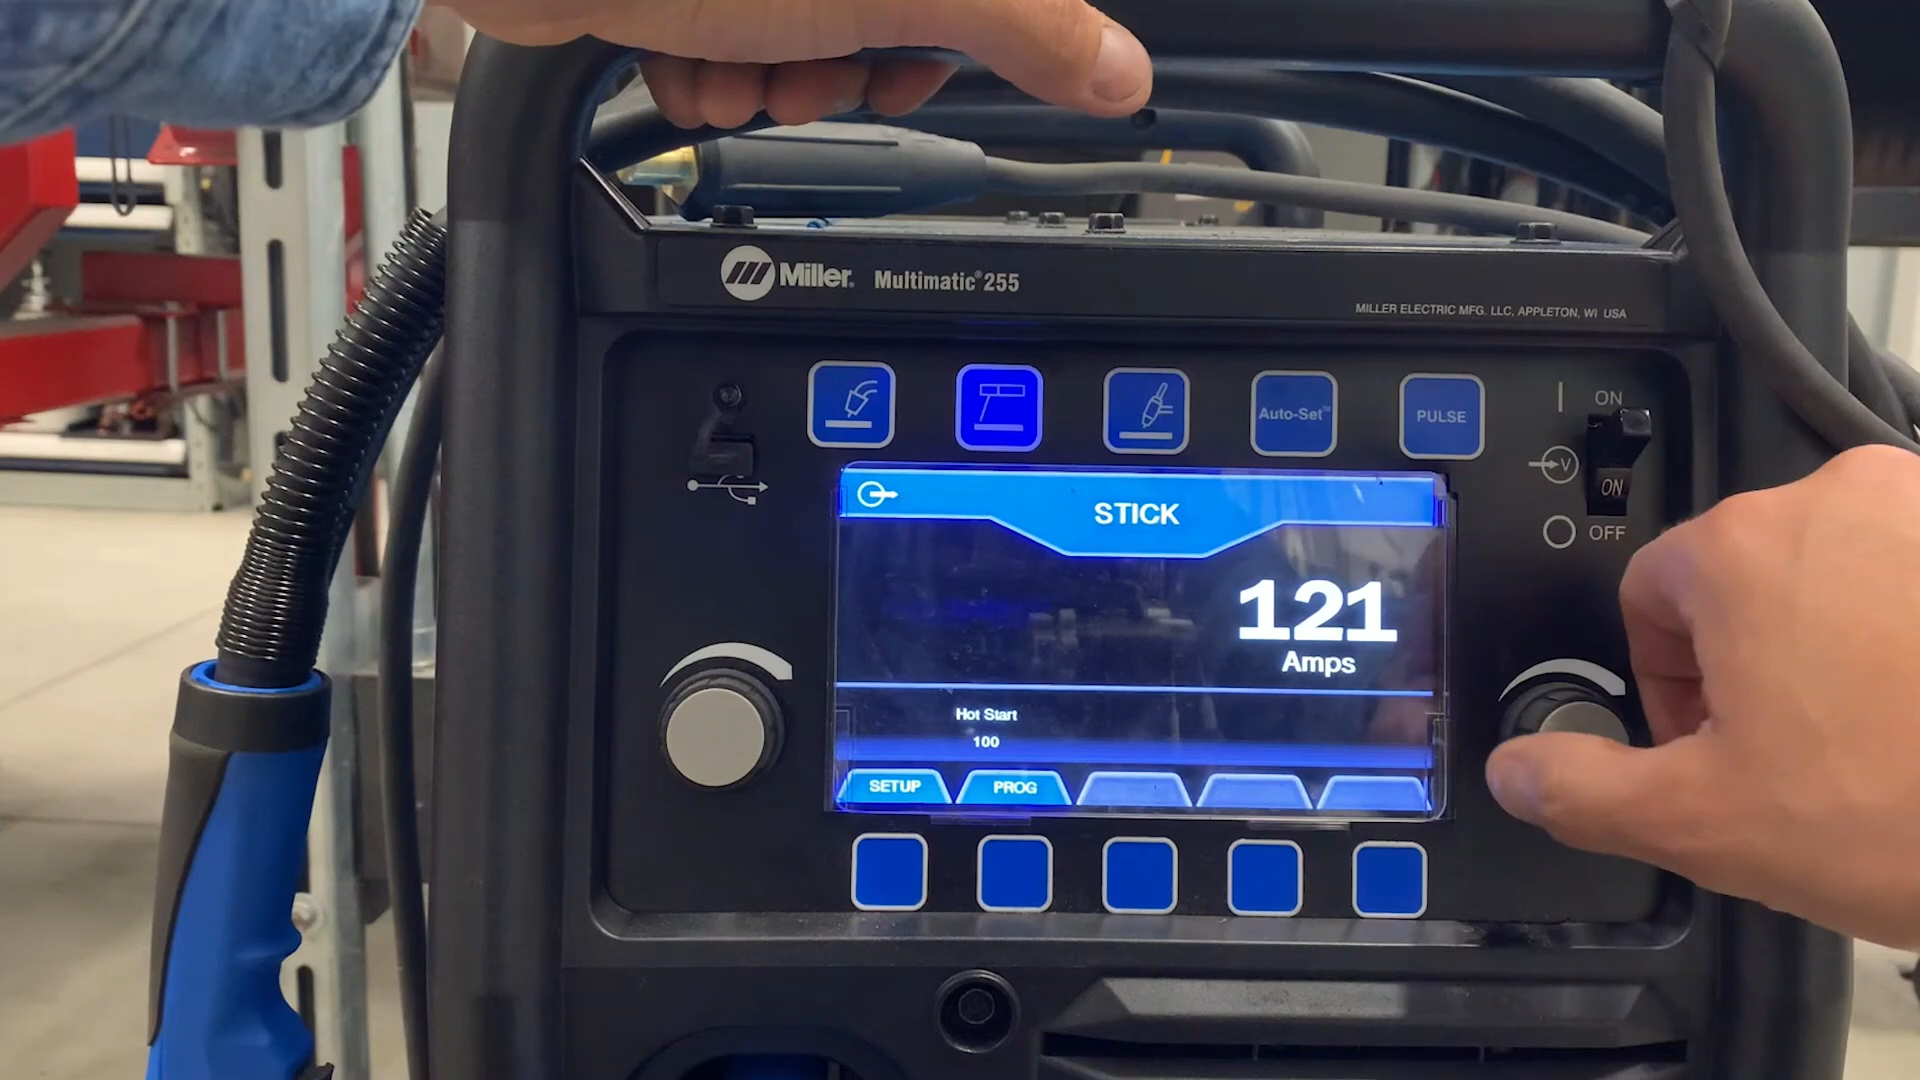 Miller® Multimatic® 255
MILLER ELECTRIC MFG. LLC, APPLETON, WI USA
Auto-Set™
PULSE
ON
V
ON
OFF
STICK
121
Amps
Hot Start
100
SETUP
PROG